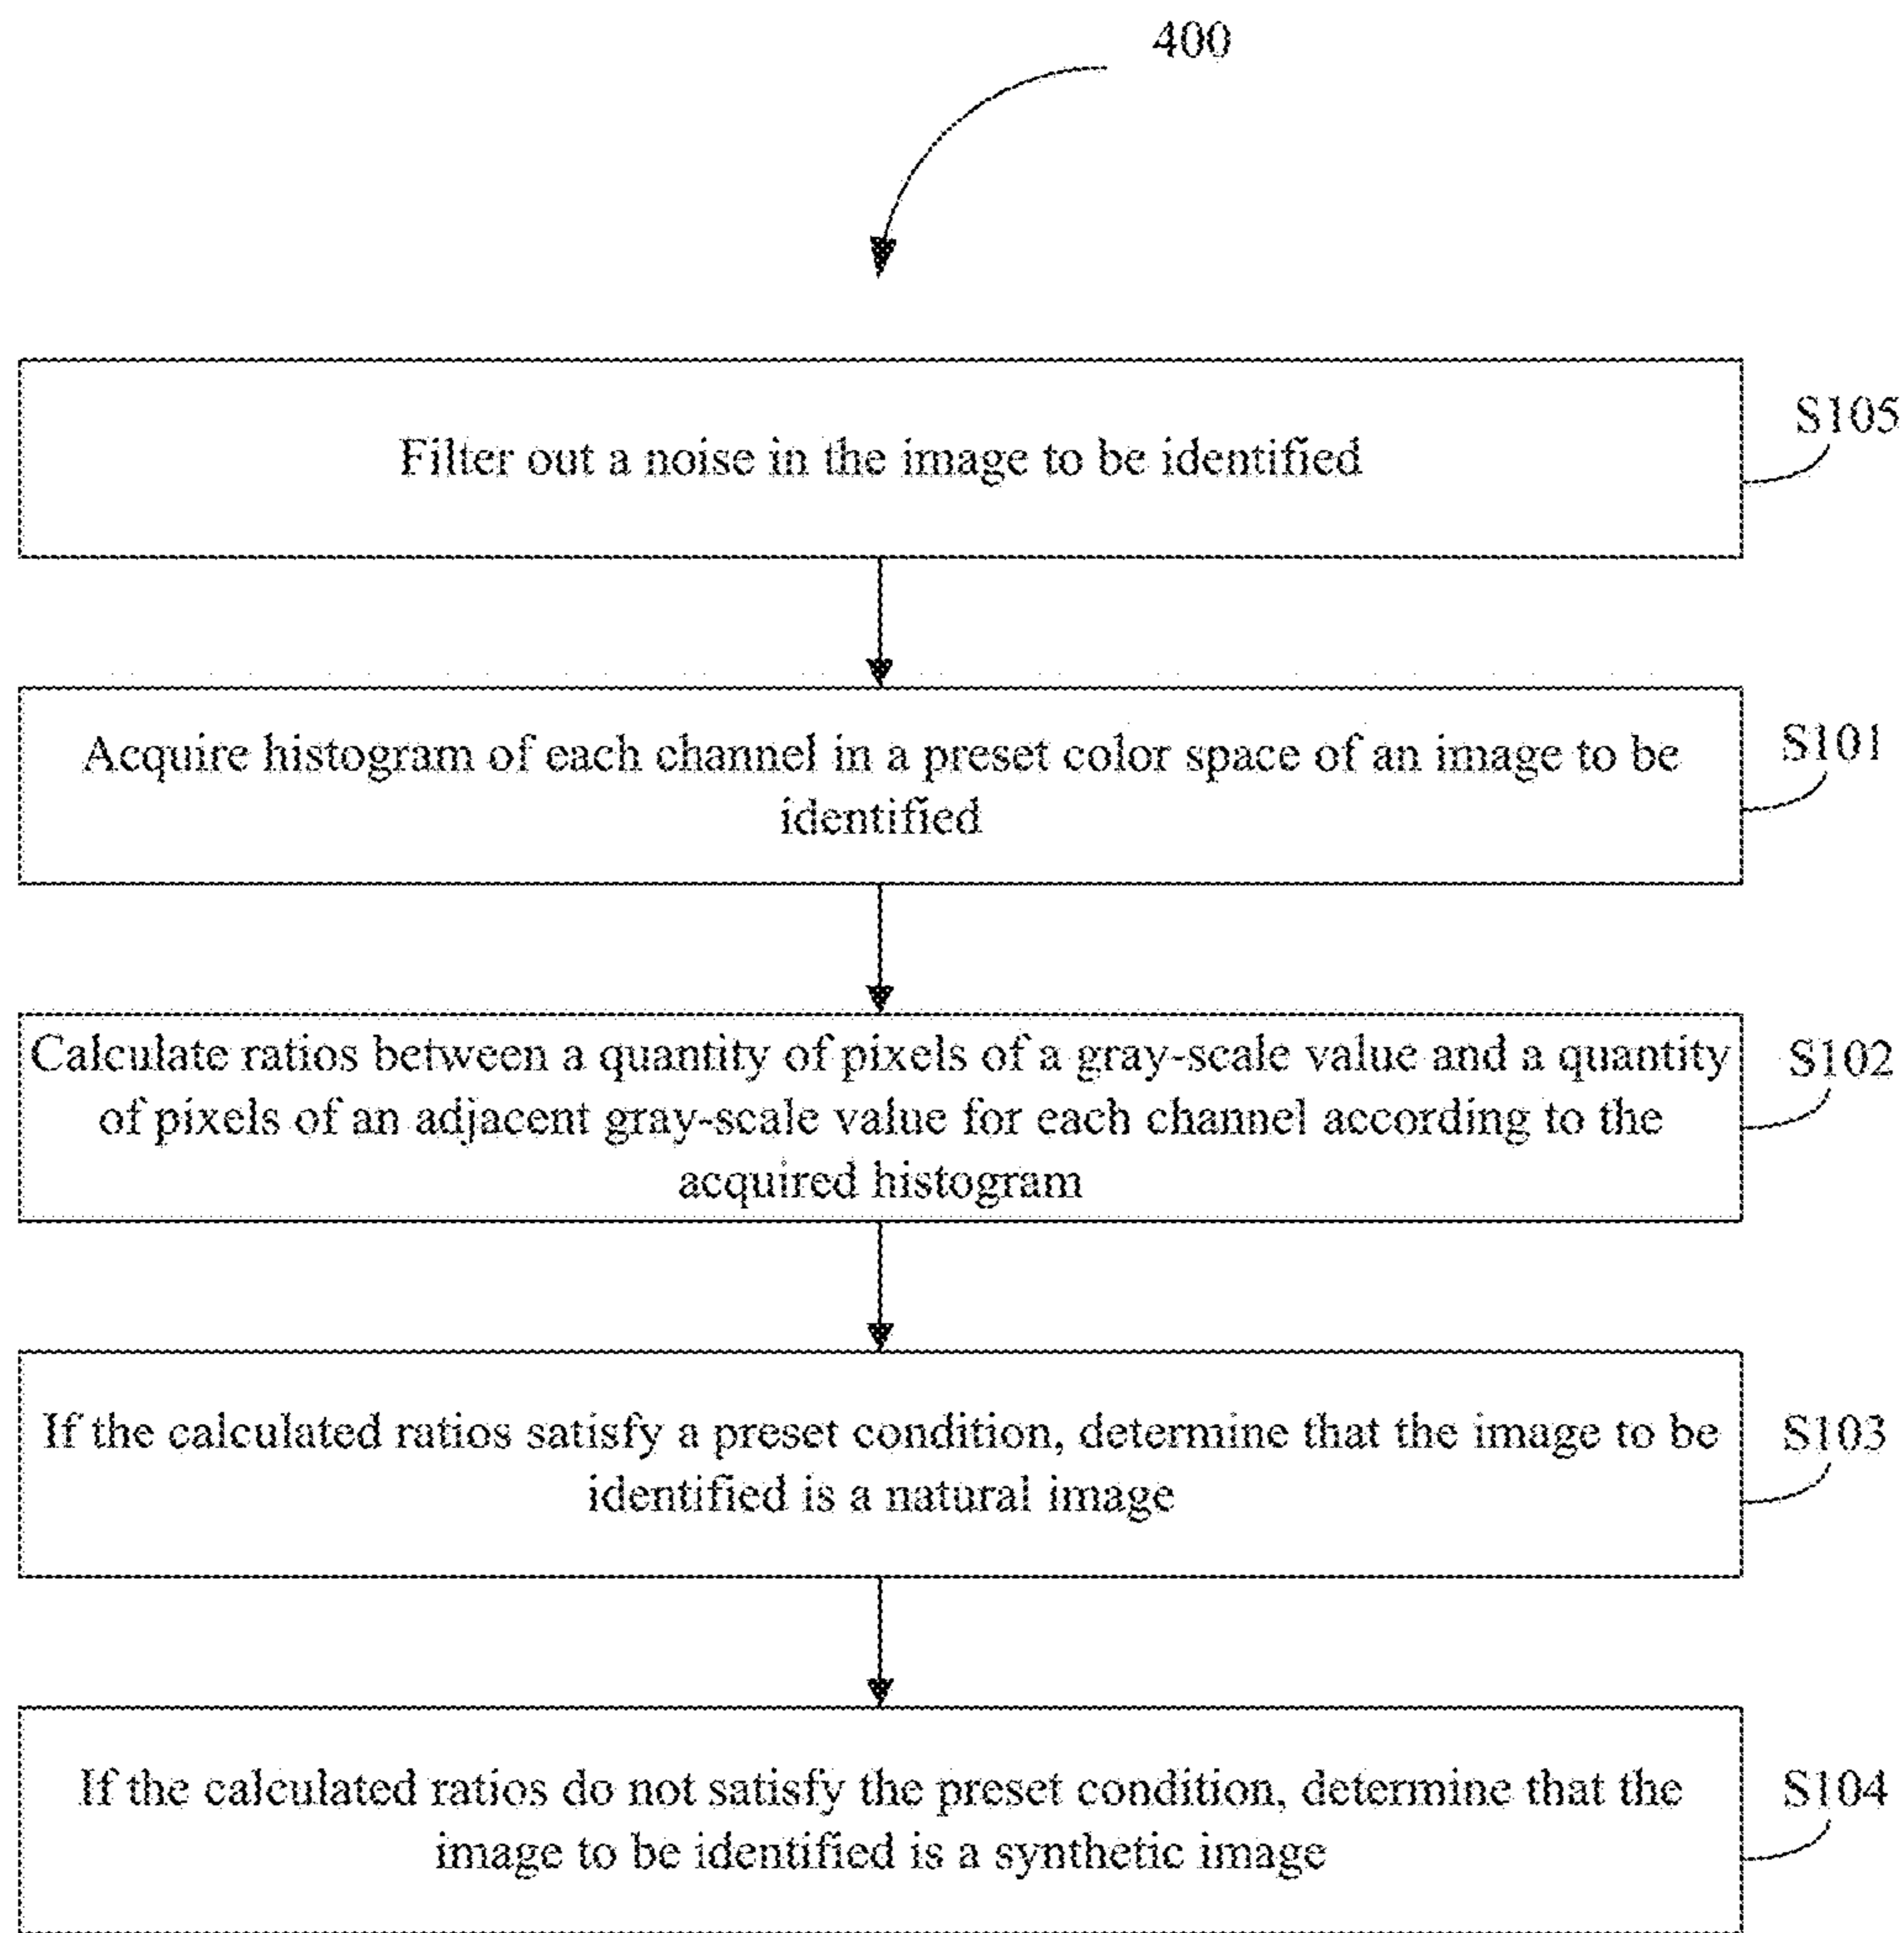 400
Filter out a noise in the image to be identified
S105
Acquire histogram of each channel in a preset color space of an image to be
identified
S101
Calculate ratios between a quantity of pixels of a gray-scale value and a quantity
of pixels of an adjacent gray-scale value for each channel according to the
acquired histogram
S102
If the calculated ratios satisfy a preset condition, determine that the image to be
identified is a natural image
S103
If the calculated ratios do not satisfy the preset condition, determine that the
image to be identified is a synthetic image
S104